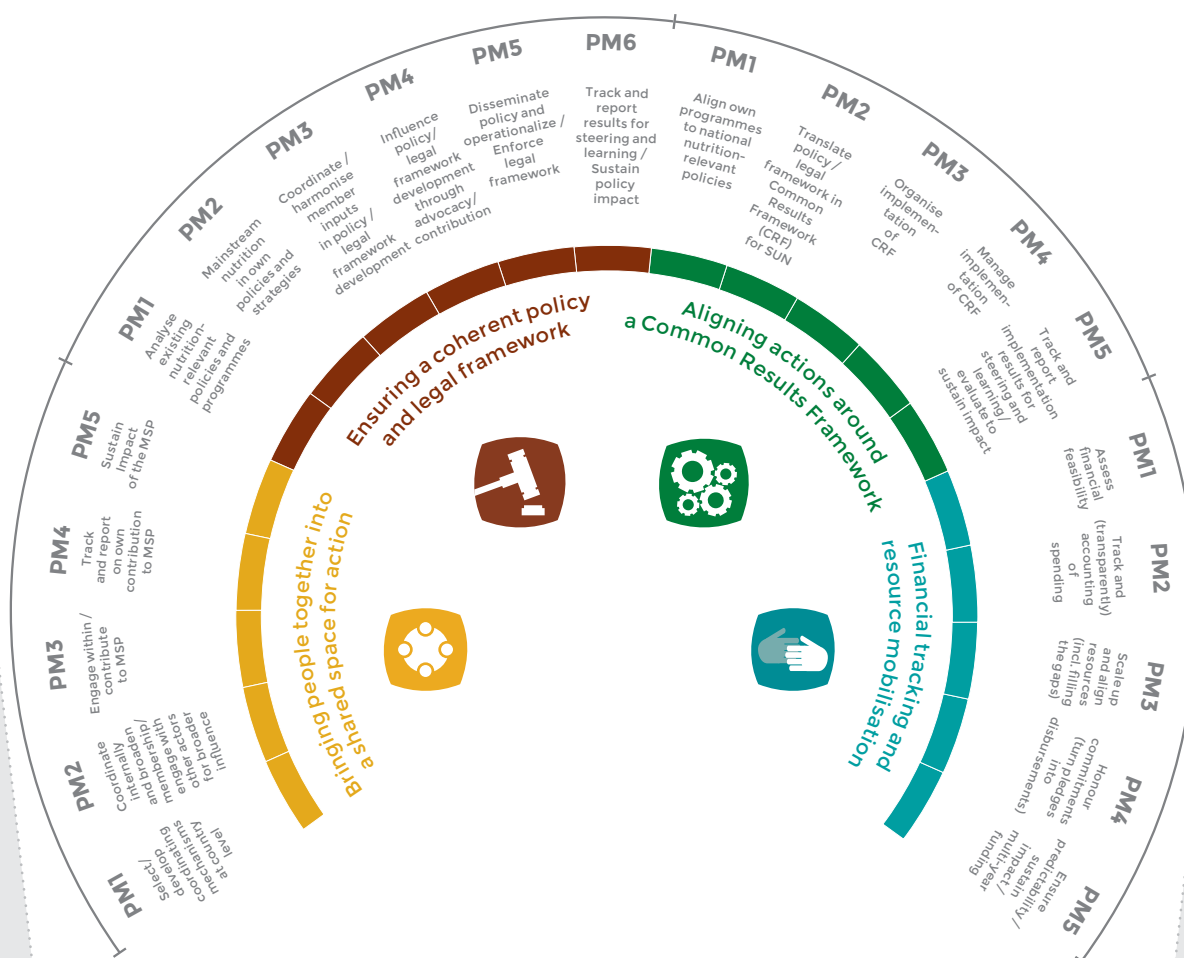 PM1
Select/
develop
coordinating
mechanisms
at country
level
PM2
Coordinate
internally
and broaden
membership/
engage with
other actors
for broader
influence
PM3
Engage within /
contribute
to MSP
PM4
Track
and report
on own
contribution
to MSP
PM5
Sustain
Impact
of the MSP
Bringing people together into
a shared space for action
PM1
Analyse
existing
nutrition-
relevant
policies and
programmes
PM2
Mainstream
nutrition
in own
policies and
strategies
PM3
Coordinate /
harmonise
member
inputs
in policy /
legal
framework
development
PM4
Influence
policy/
legal
framework
development
through
advocacy/
contribution
PM5
Disseminate
policy and
operationalize /
Enforce
legal
framework
PM6
Track and
report
results for
steering and
learning /
Sustain
policy
impact
Ensuring a coherent policy
and legal framework
PM1
Align own
programmes
to national
nutrition-
relevant
policies
PM2
Translate
policy /
legal
framework in
Common
Results
Framework
(CRF)
for SUN
PM3
Organise
implemen-
tation
of
CRF
PM4
Manage
implemen-
tation
of CRF
PM5
Track and
report
implementation
results for
steering and
learning/
evaluate to
sustain impact
Aligning actions around
a Common Results Framework
PM1
Assess
financial
feasibility
PM2
Track and
(transparently)
accounting
of
spending
PM3
Scale up
and align
resources
(incl. filling
the gaps)
PM4
Honour
commitments
(turn pledges
into
disbursements)
PM5
Ensure
predictability /
sustain
impact /
multi-year
funding
Financial tracking and
resource mobilisation